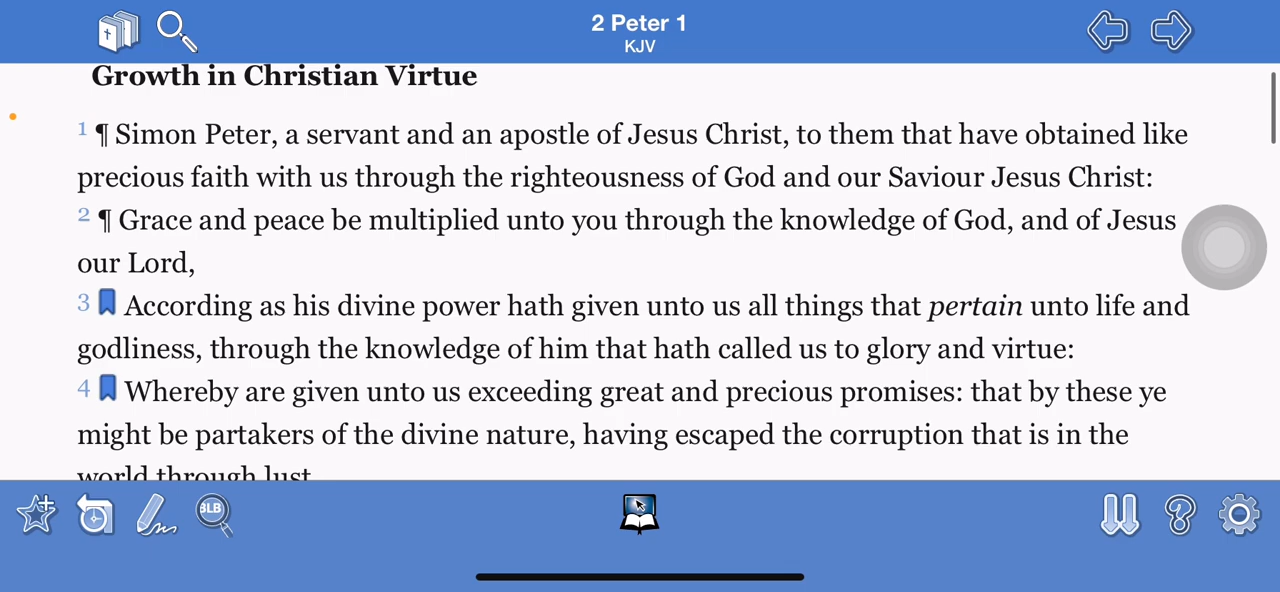 2 Peter 1
KJV
Growth in Christian Virtue
1 ¶ Simon Peter, a servant and an apostle of Jesus Christ, to them that have obtained like
precious faith with us through the righteousness of God and our Saviour Jesus Christ:
2 ¶ Grace and peace be multiplied unto you through the knowledge of God, and of Jesus
our Lord,
3 According as his divine power hath given unto us all things that pertain unto life and
godliness, through the knowledge of him that hath called us to glory and virtue:
4 Whereby are given unto us exceeding great and precious promises: that by these ye
might be partakers of the divine nature, having escaped the corruption that is in the
world through lust
BLB